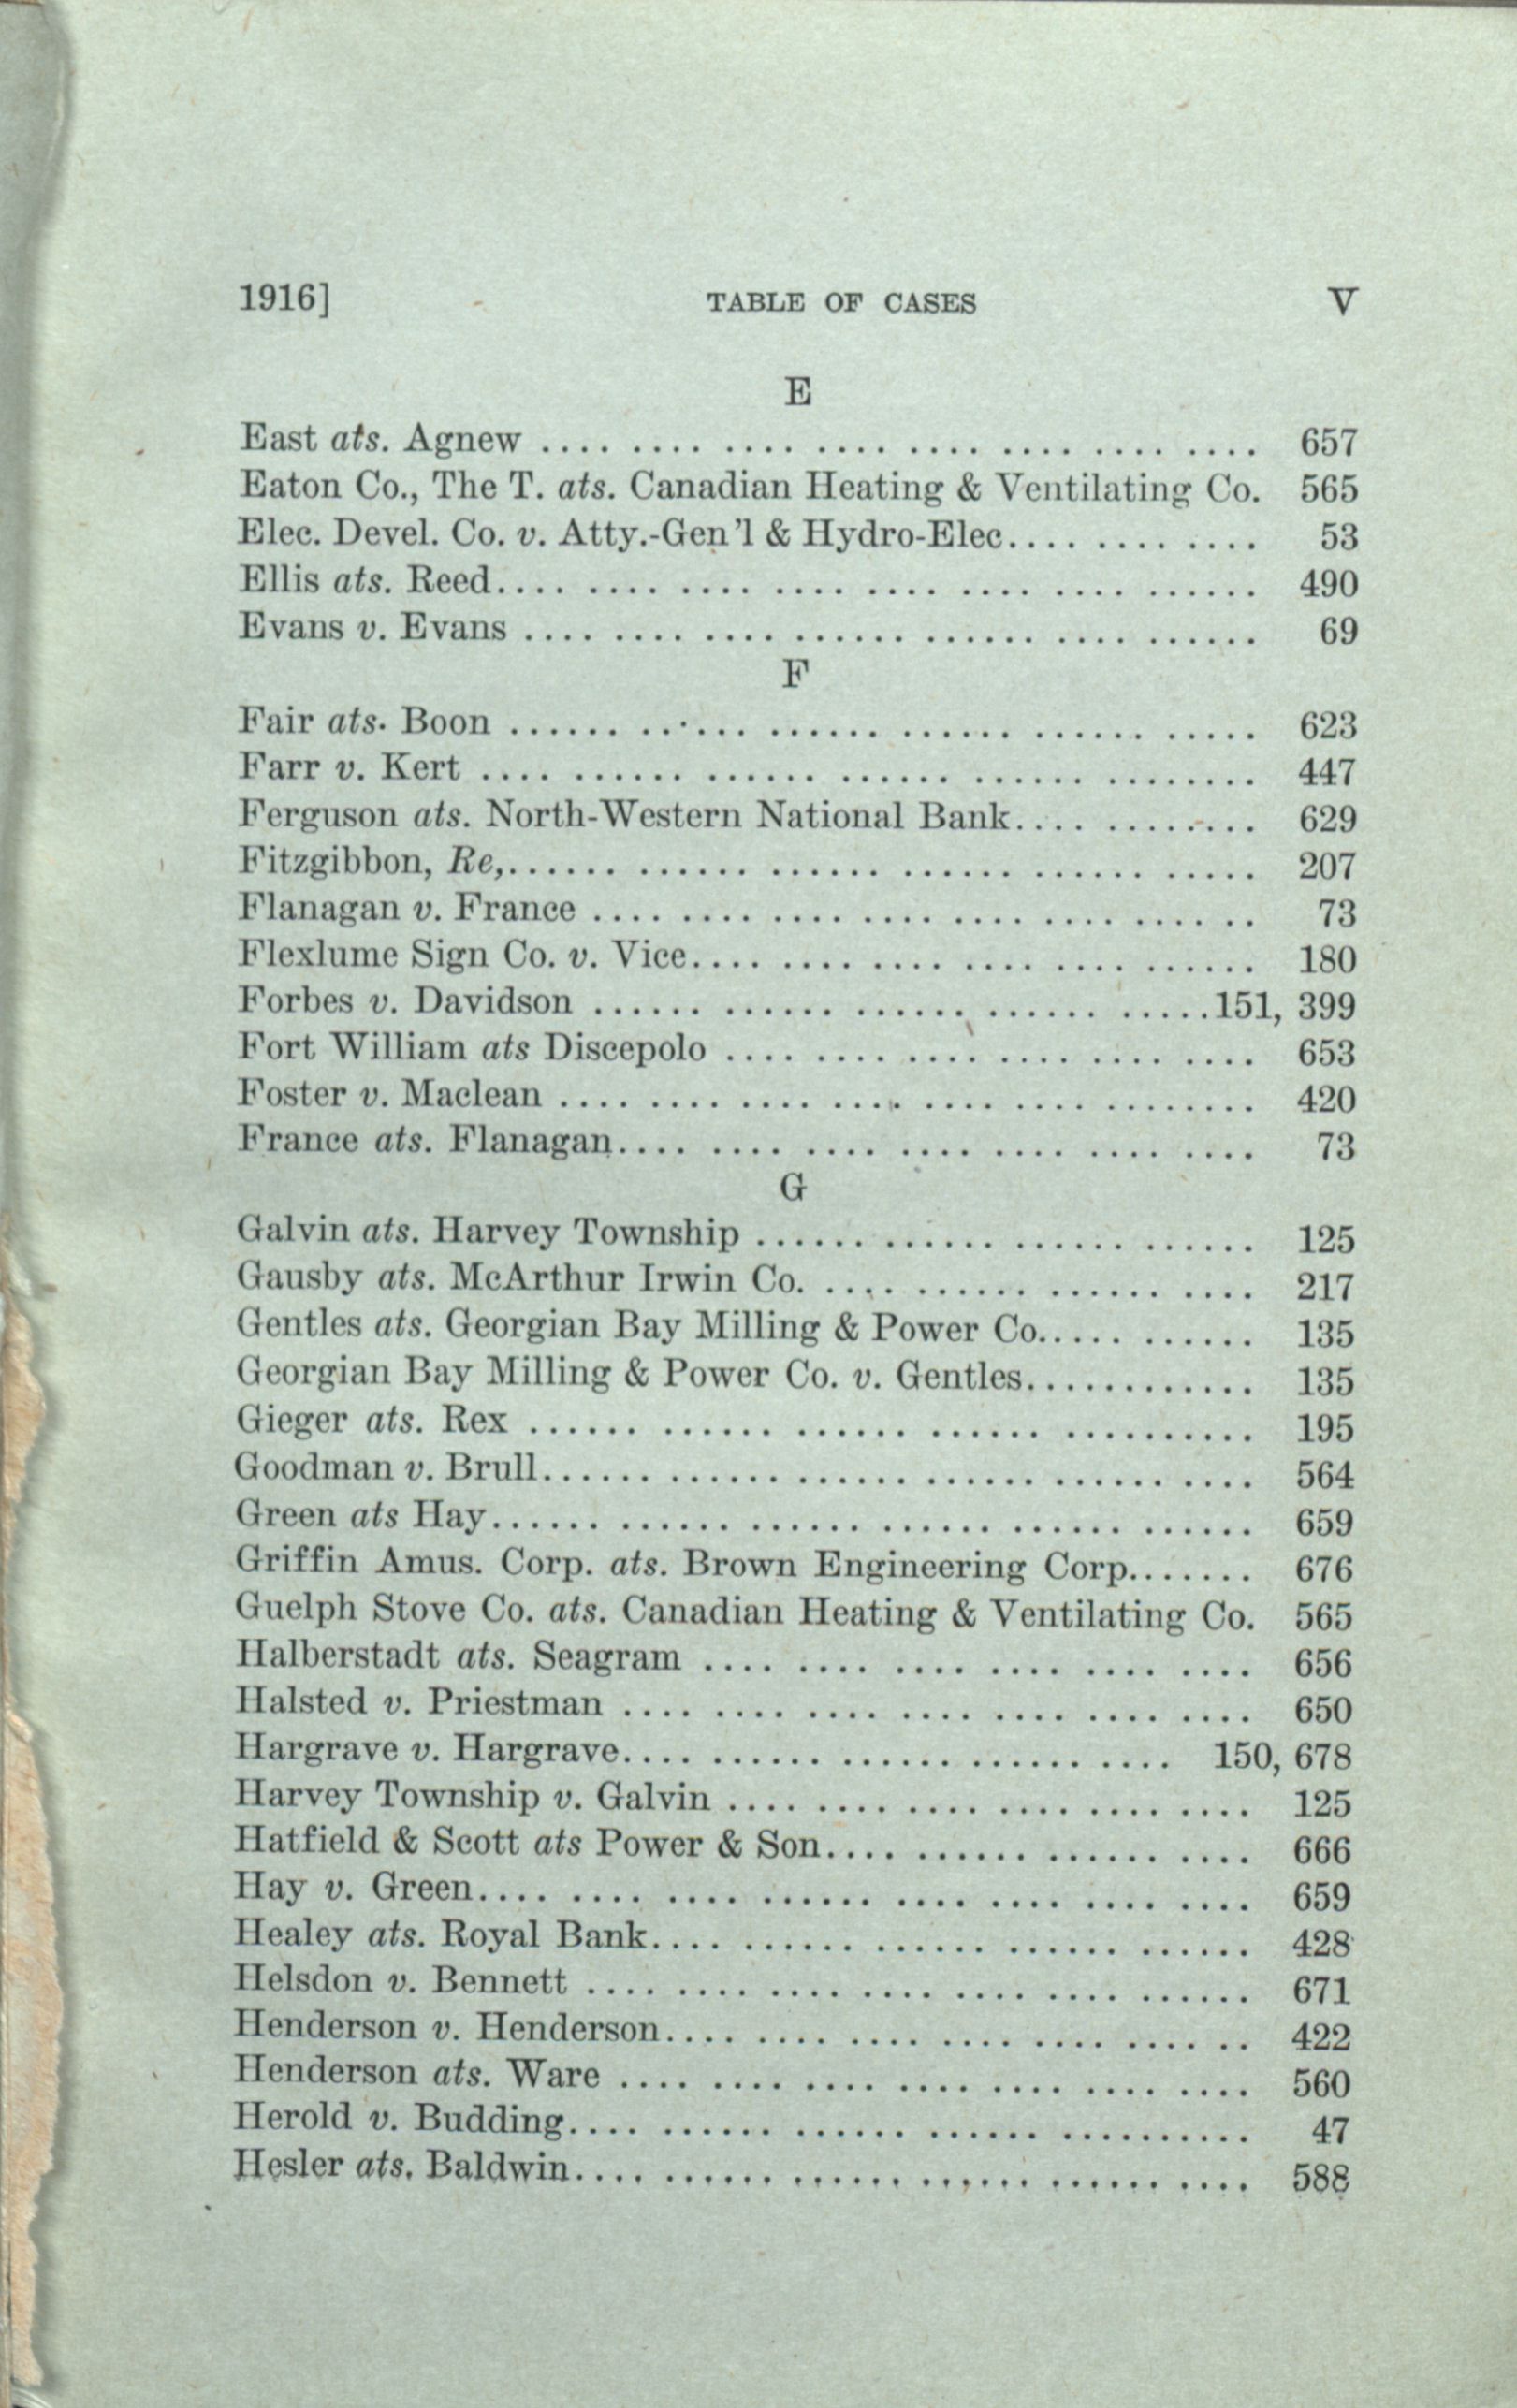 1916] TABLE OF CASES V
E
East ats. Agnew .... .... .... .... .... .... .... .... 657
Eaton Co., The T. ats. Canadian Heating & Ventilating Co. 565
Elec. Devel. Co. v. Atty.-Gen'l & Hydro-Elec.... .... .... 53
Ellis ats. Reed.... .... .... .... .... .... .... ...... 490
Evans v. Evans .... .... .... ...... ...... .... ...... 69
F
Fair ats. Boon ...... ...... ...... ...... ...... ..... 623
Farr v. Kert .... ...... ...... ...... ...... ........ 447
Ferguson ats. North-Western National Bank.... ........ 629
Fitzgibbon, Re,...... ...... ...... ...... ...... ..... 207
Flanagan v. France .... .... .... .... .... .... .... .. 73
Flexlume Sign Co. v. Vice.... .... .... .... .... ...... 180
Forbes v. Davidson ...... ...... ...... ...... .....151, 399
Fort William ats Discepolo .... .... .... .... .... .... 653
Foster v. Maclean .... .... .... .... .... .... ........ 420
France ats. Flanagan.... .... .... .... .... .... .... 73
G
Galvin ats. Harvey Township ...... ...... ...... ...... 125
Gausby ats. McArthur Irwin Co. .... ...... ...... .... 217
Gentles ats. Georgian Bay Milling & Power Co..... ...... 135
Georgian Bay Milling & Power Co. v. Gentles............. 135
Gieger ats. Rex ...... ...... ...... ...... .......... 195
Goodman v. Brull...... ...... ...... ...... ...... .... 564
Green ats Hay...... ...... ...... ...... ...... ...... 659
Griffin Amus. Corp. ats. Brown Engineering Corp....... 676
Guelph Stove Co. ats. Canadian Heating & Ventilating Co. 565
Halberstadt ats. Seagram .... .... .... .... .... .... 656
Halsted v. Priestman .... .... .... .... .... .... .... 650
Hargrave v. Hargrave.... ...... ...... ...... .... 150, 678
Harvey Township v. Galvin .... .... .... .... .... .... 125
Hatfield & Scott ats Power & Son.... ...... ...... .... 666
Hay v. Green.... .... .... ...... .... .... .... .... 659
Healey ats. Royal Bank.... ...... ...... ...... ...... 428
Helsdon v. Bennett .... .... .... .... .... .... ...... 671
Henderson v. Henderson.... .... .... .... .... .... .. 422
Henderson ats. Ware .... .... .... .... .... .... .... 560
Herold v. Budding.... ...... ...... ...... .......... 47
Hesler ats. Baldwin.... ...... ...... ...... ...... .... 588